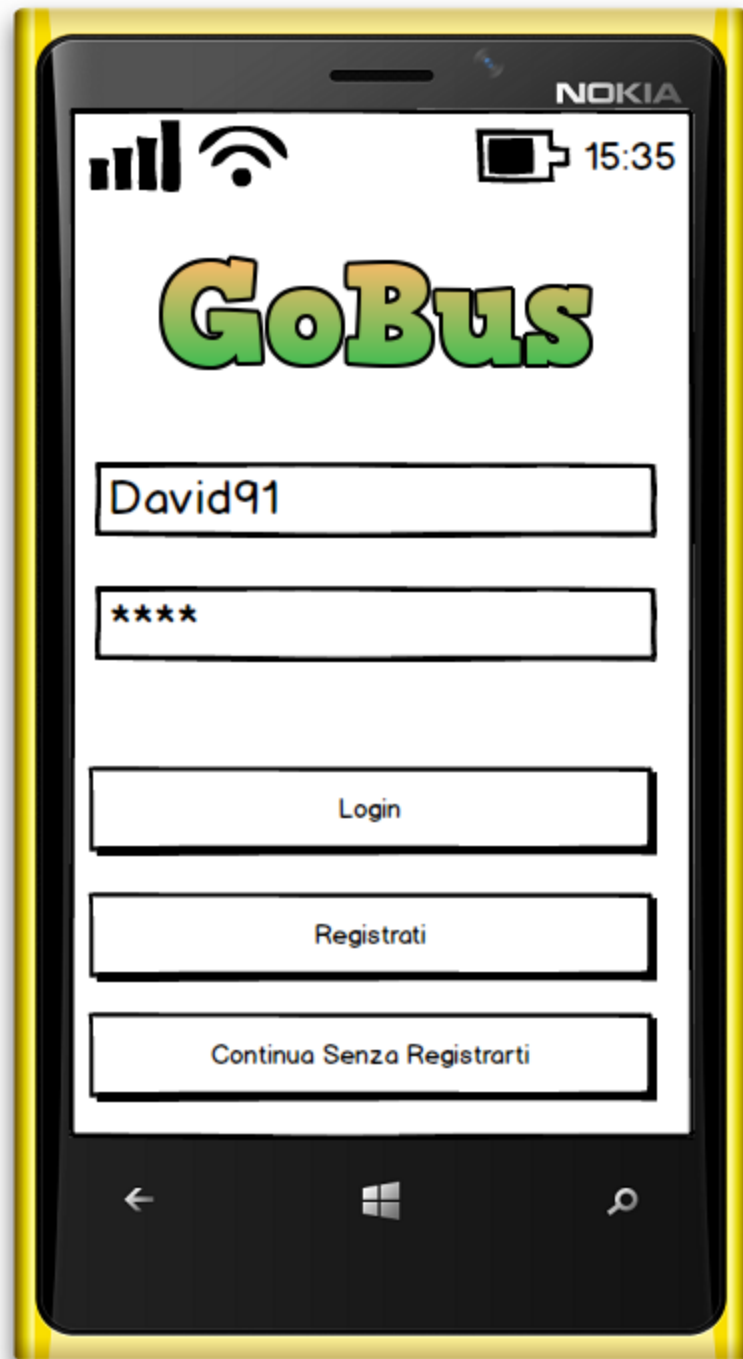 NOKIA
15:35
GoBus
David91
****
Login
Registrati
Continua Senza Registrarti